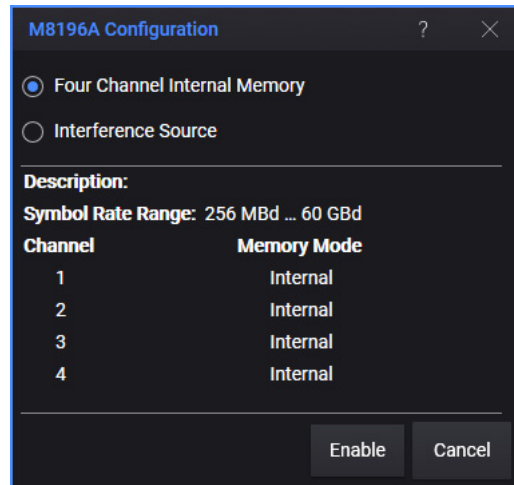 M8196A Configuration ?
Four Channel Internal Memory
Interference Source
Description:
Symbol Rate Range: 256 MBd ... 60 GBd
Channel Memory Mode
1 Internal
2 Internal
3 Internal
4 Internal
Enable Cancel